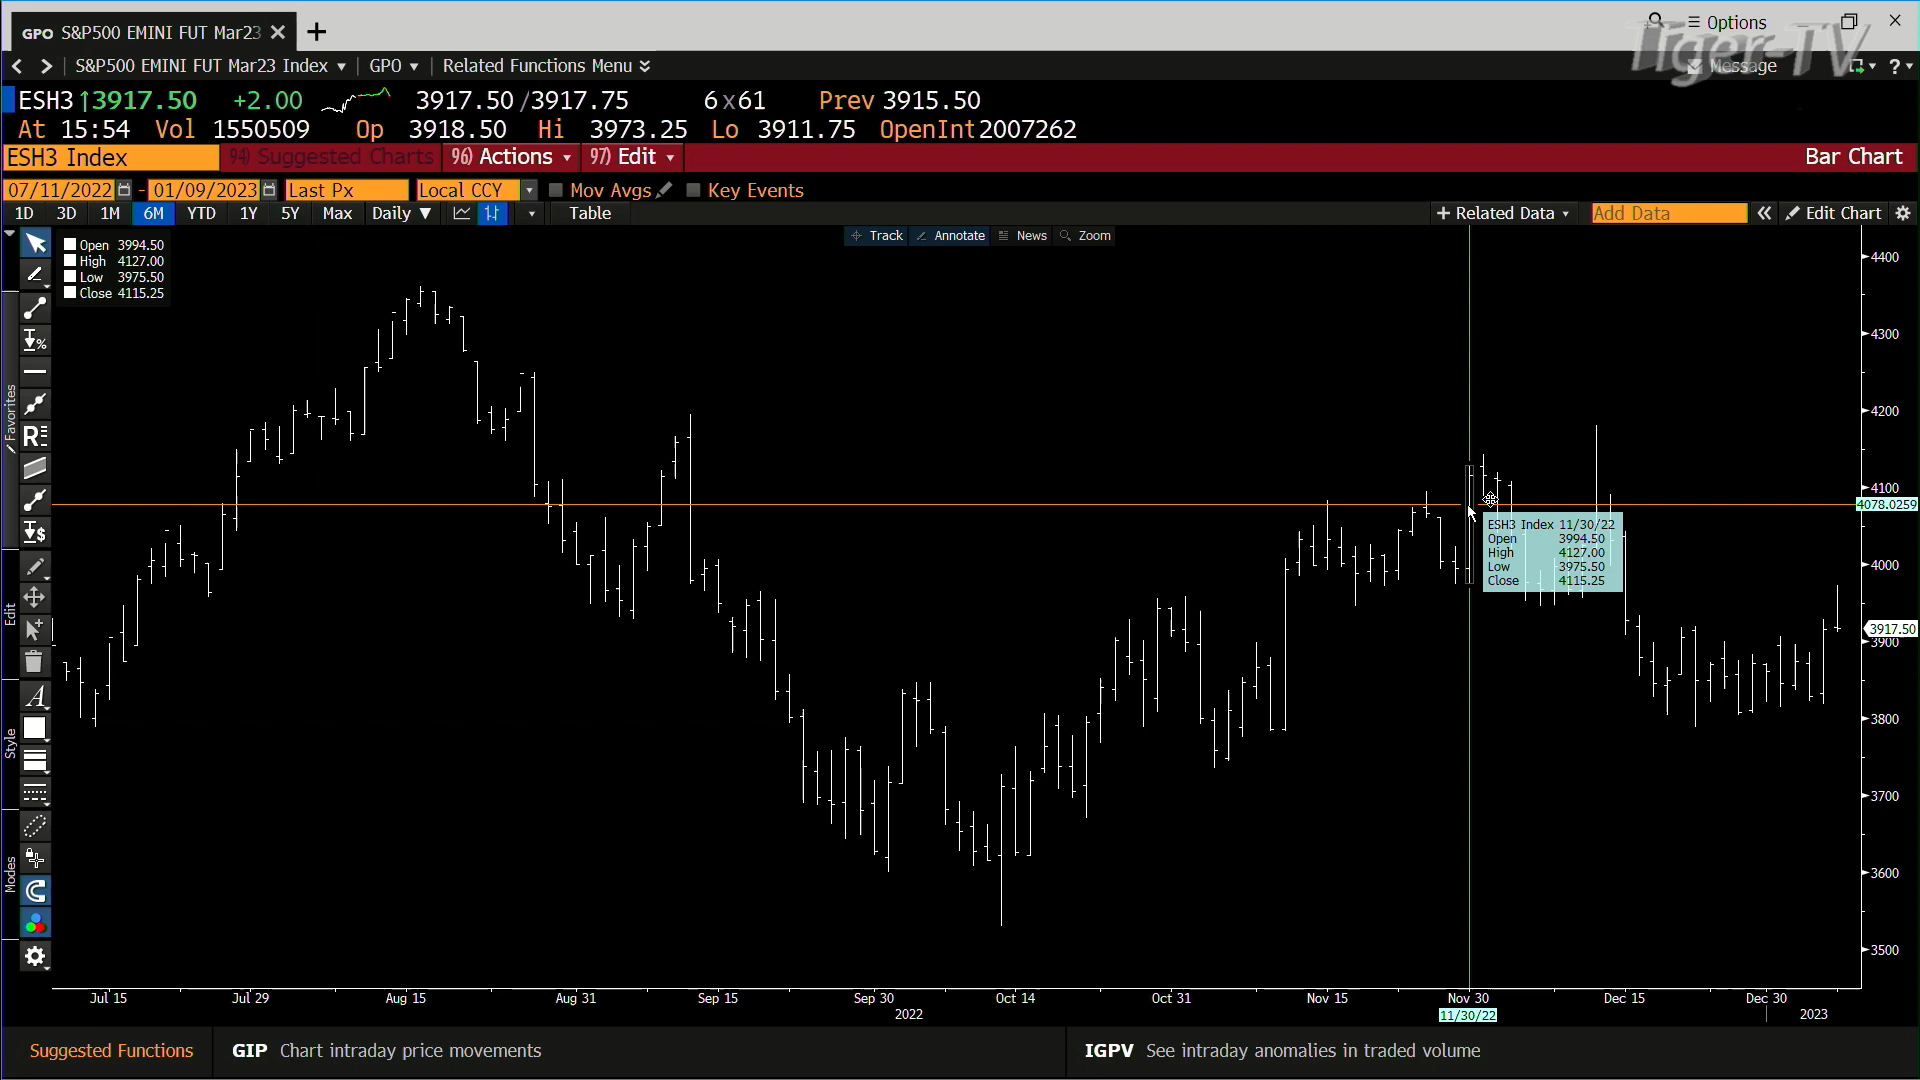 GPO S&P500 EMINI FUT Mar23
Options
Tiger-TV
S&P500 EMINI FUT Mar23 Index GPO Related Functions Menu
Message ?
ESH3 ↑3917.50 +2.00 3917.50/3917.75 6x61 Prev 3915.50
At 15:54 Vol 1550509 Op 3918.50 Hi 3973.25 Lo 3911.75 OpenInt 2007262
ESH3 Index 94) Suggested Charts 96) Actions 97) Edit Bar Chart
07/11/2022 - 01/09/2023 Last Px Local CCY Mov Avgs Key Events
1D 3D 1M 6M YTD 1Y 5Y Max Daily ▼ Table + Related Data Add Data « Edit Chart
Track Annotate News Zoom
Open 3994.50
High 4127.00
Low 3975.50
Close 4115.25
Favorites
Edit
Style
Modes
4400
4300
4200
4100
4078.0259
4000
3917.50
3900
3800
3700
3600
3500
ESH3 Index 11/30/22
Open 3994.50
High 4127.00
Low 3975.50
Close 4115.25
Jul 15 Jul 29 Aug 15 Aug 31 Sep 15 Sep 30 Oct 14 Oct 31 Nov 15 Nov 30 Dec 15 Dec 30
2022 11/30/22 2023
Suggested Functions GIP Chart intraday price movements IGPV See intraday anomalies in traded volume